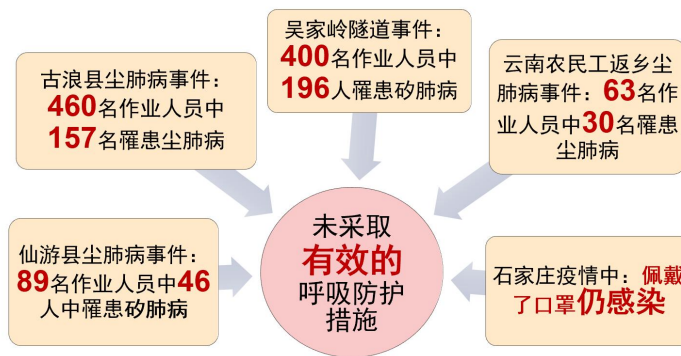 吴家岭隧道事件：
400名作业人员中
196人罹患矽肺病
古浪县尘肺病事件：
460名作业人员中
157名罹患尘肺病
云南农民工返乡尘
肺病事件：63名作
业人员中30名罹患
尘肺病
仙游县尘肺病事件：
89名作业人员中46
人中罹患矽肺病
未采取
有效的
呼吸防护
措施
石家庄疫情中：佩戴
了口罩仍感染